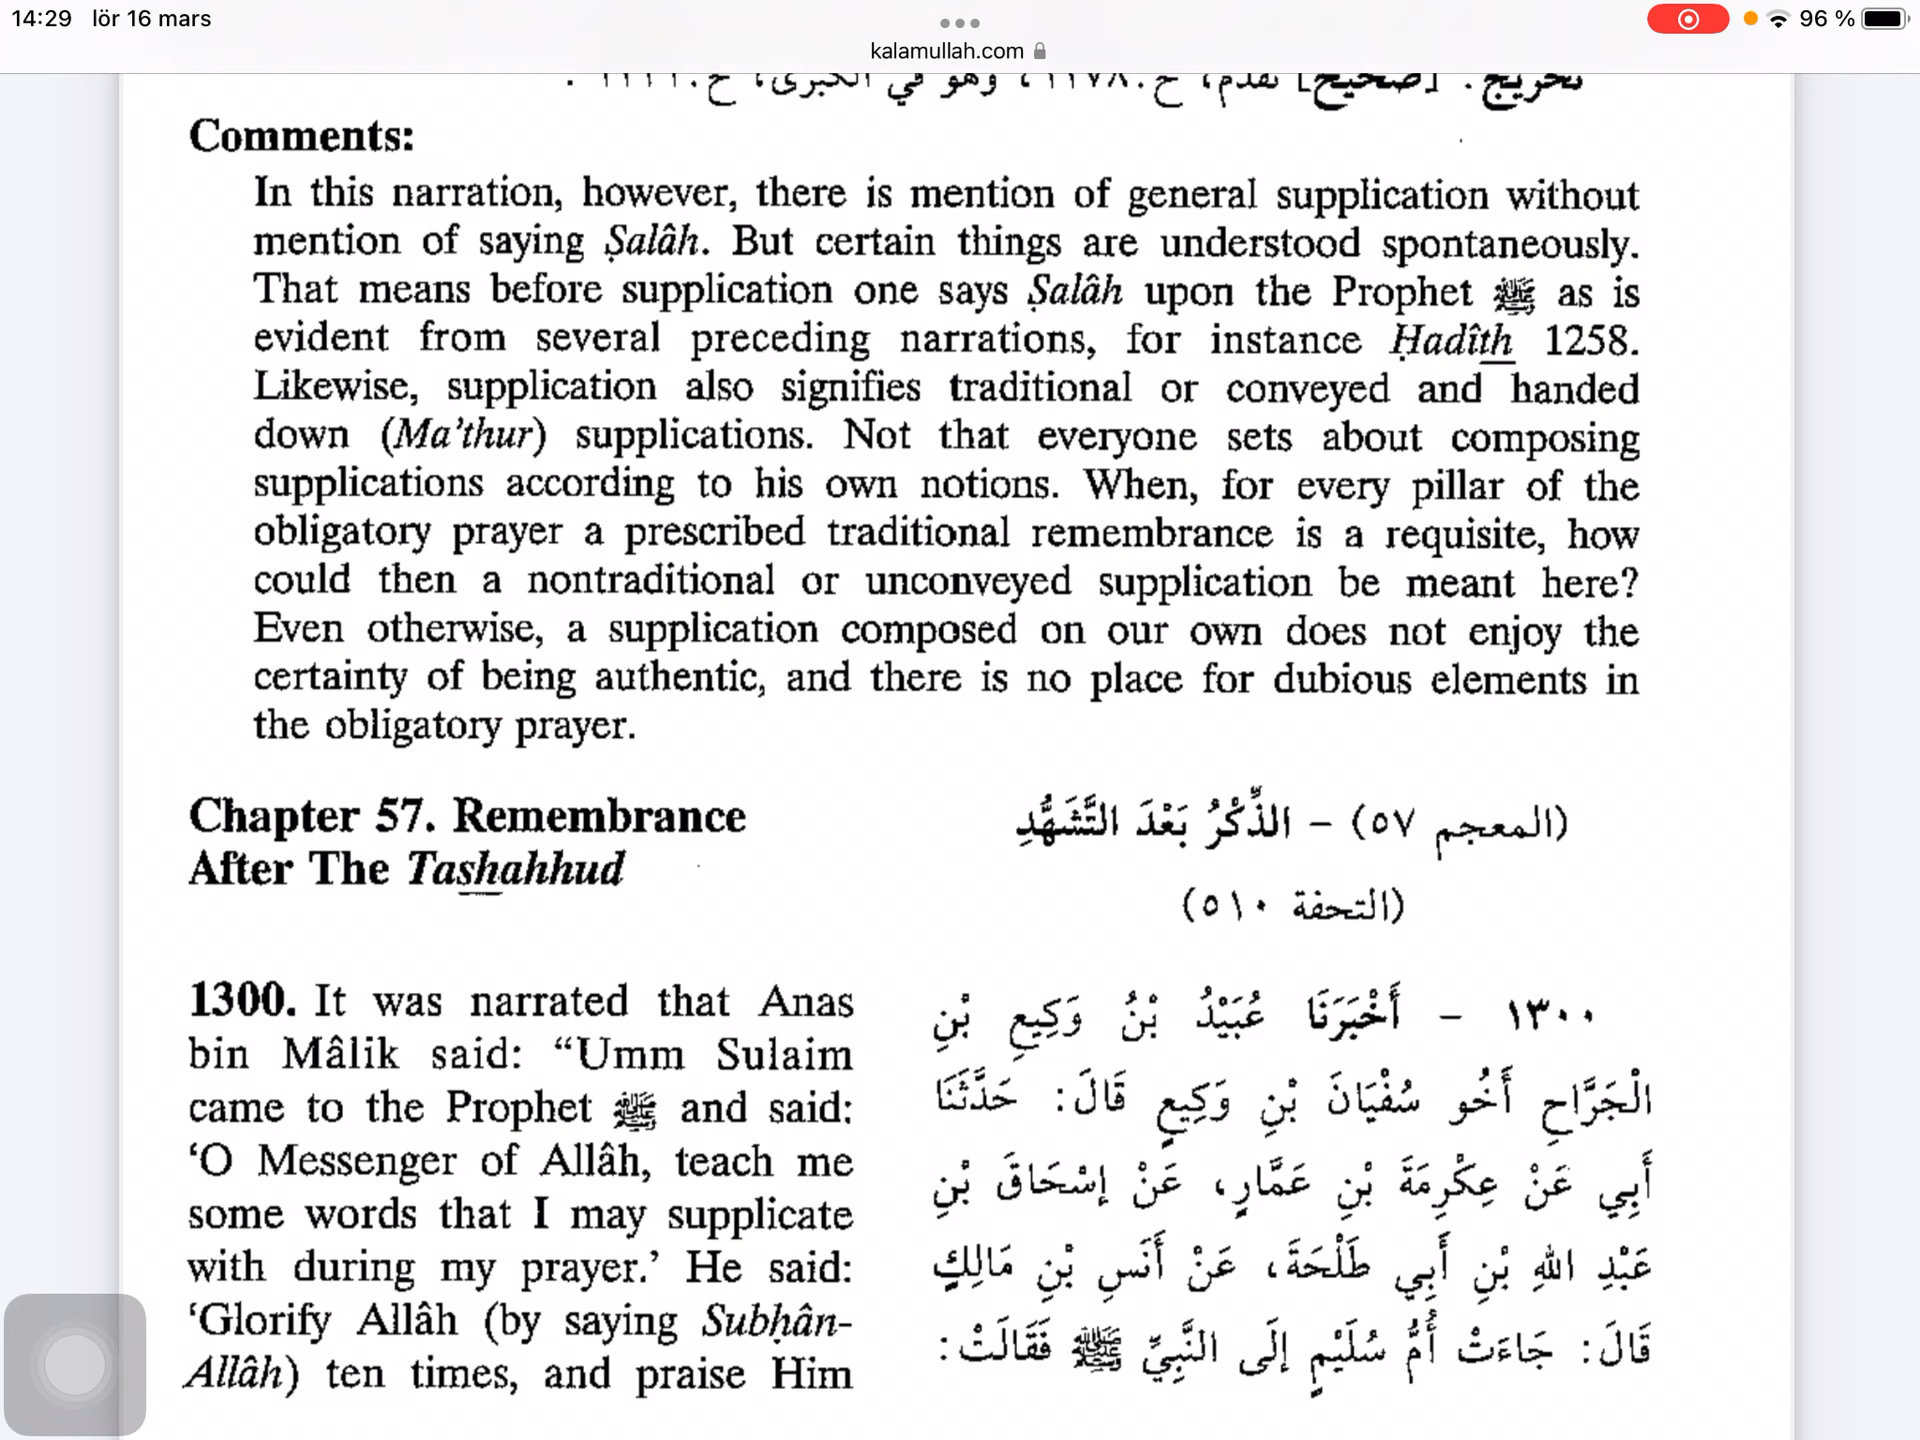 14:29 lör 16 mars
96 %
kalamullah.com
تخريج: [صحيح] تقدم، ح: ١١٧٨، وهو في الكبرى، ح:
Comments:
In this narration, however, there is mention of general supplication without
mention of saying Ṣalâh. But certain things are understood spontaneously.
That means before supplication one says Ṣalâh upon the Prophet ﷺ as is
evident from several preceding narrations, for instance Ḥadîth 1258.
Likewise, supplication also signifies traditional or conveyed and handed
down (Ma’thur) supplications. Not that everyone sets about composing
supplications according to his own notions. When, for every pillar of the
obligatory prayer a prescribed traditional remembrance is a requisite, how
could then a nontraditional or unconveyed supplication be meant here?
Even otherwise, a supplication composed on our own does not enjoy the
certainty of being authentic, and there is no place for dubious elements in
the obligatory prayer.
Chapter 57. Remembrance
After The Tashahhud
(المعجم ٥٧) - الذِّكْرُ بَعْدَ التَّشَهُّدِ
(التحفة ٥١٠)
1300. It was narrated that Anas
bin Mâlik said: “Umm Sulaim
came to the Prophet ﷺ and said:
‘O Messenger of Allâh, teach me
some words that I may supplicate
with during my prayer.’ He said:
‘Glorify Allâh (by saying Subḥân-
Allâh) ten times, and praise Him
١٣٠٠ - أَخْبَرَنَا عُبَيْدُ بْنُ وَكِيعِ بْنِ
الْجَرَّاحِ أَخُو سُفْيَانَ بْنِ وَكِيعٍ قَالَ: حَدَّثَنَا
أَبِي عَنْ عِكْرِمَةَ بْنِ عَمَّارٍ، عَنْ إِسْحَاقَ بْنِ
عَبْدِ اللهِ بْنِ أَبِي طَلْحَةَ، عَنْ أَنَسِ بْنِ مَالِكٍ
قَالَ: جَاءَتْ أُمُّ سُلَيْمٍ إِلَى النَّبِيِّ ﷺ فَقَالَتْ: